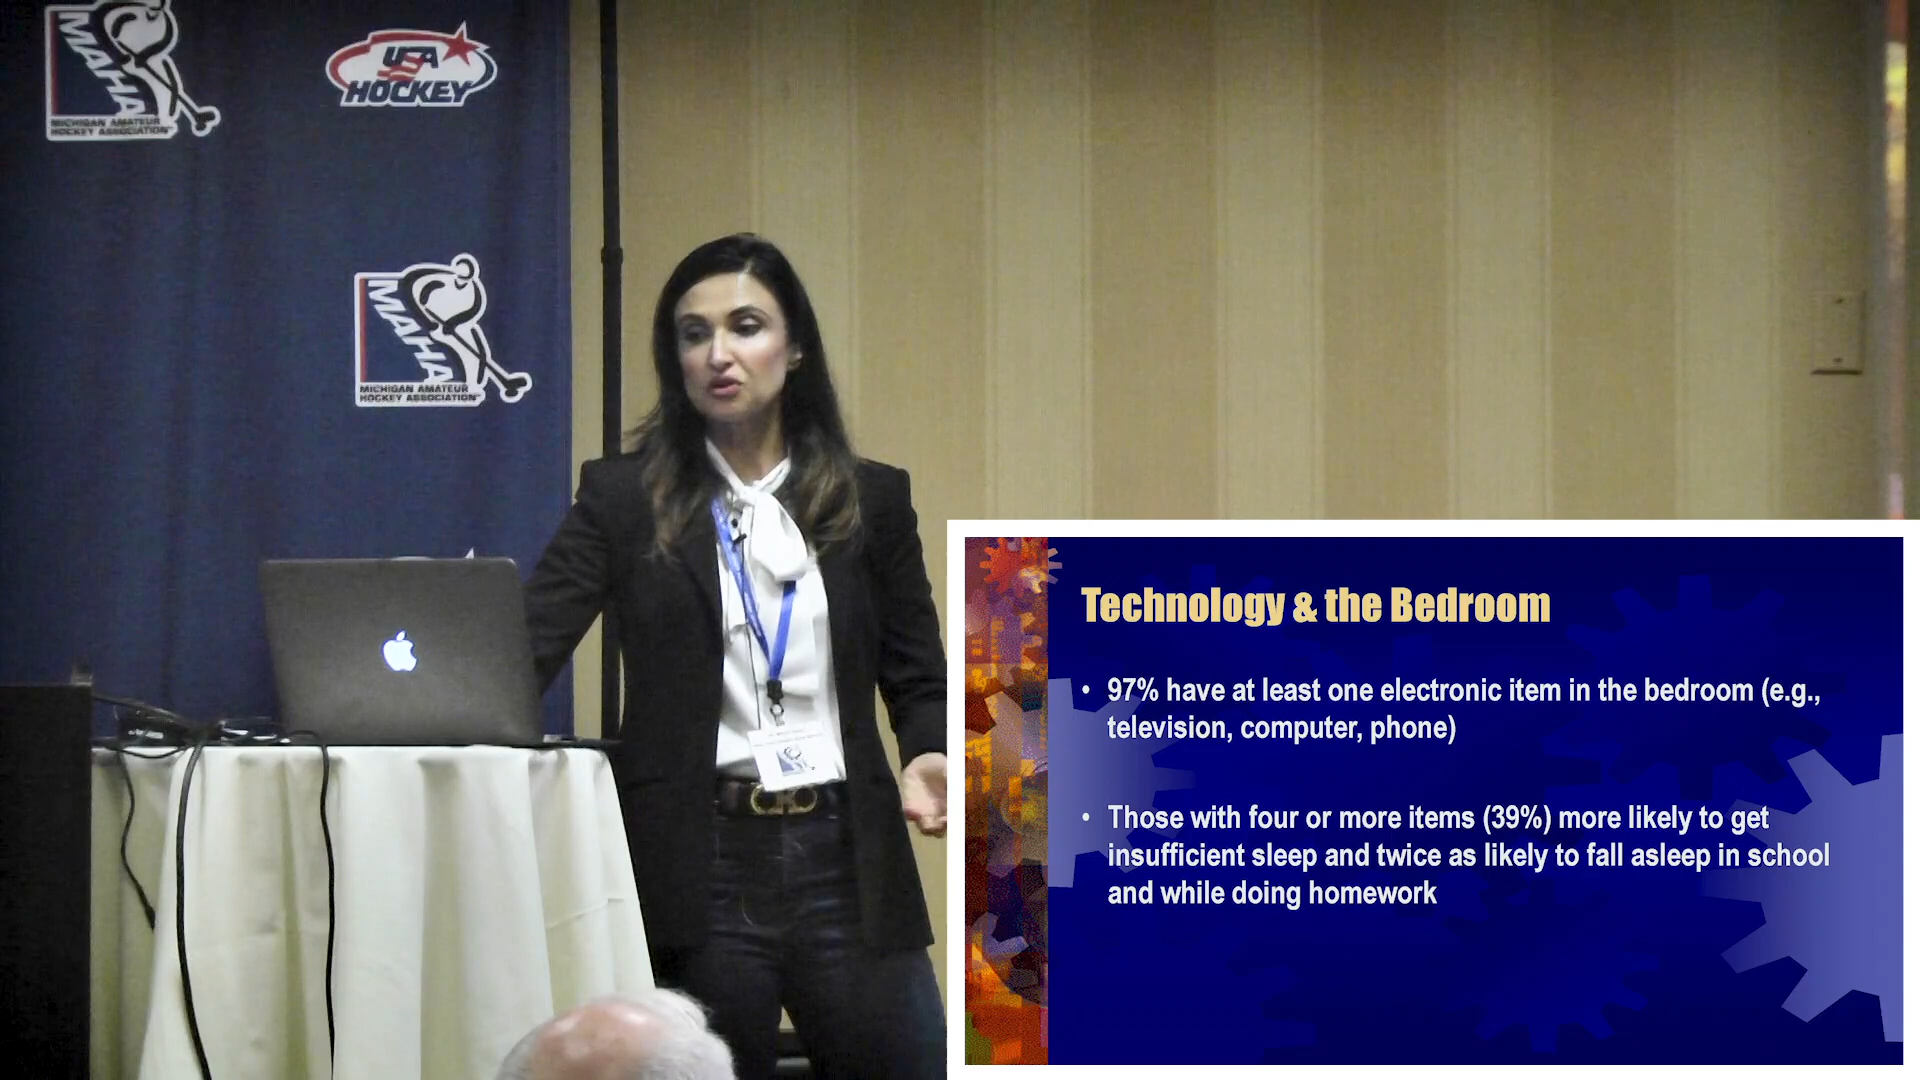 MAHA
MICHIGAN AMATEUR
HOCKEY ASSOCIATION
USA
HOCKEY
MAHA
MICHIGAN AMATEUR
HOCKEY ASSOCIATION
Technology & the Bedroom
• 97% have at least one electronic item in the bedroom (e.g.,
television, computer, phone)
• Those with four or more items (39%) more likely to get
insufficient sleep and twice as likely to fall asleep in school
and while doing homework